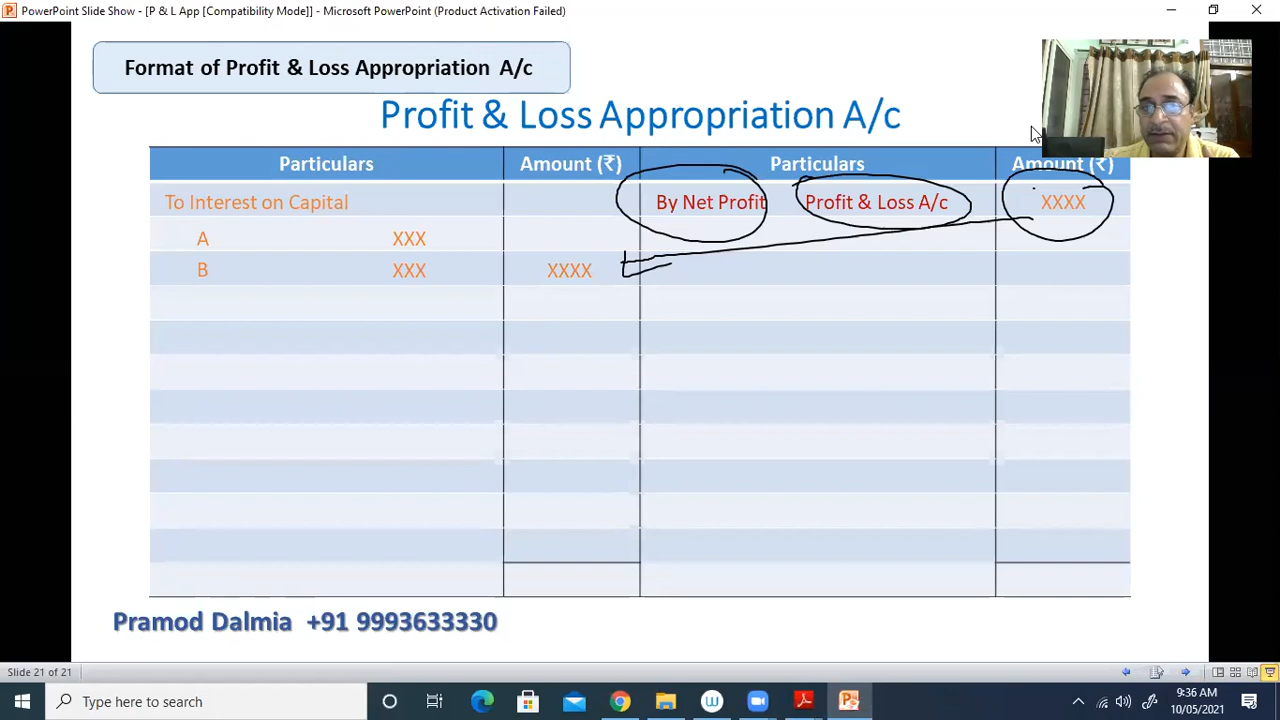 PowerPoint Slide Show - [P & L App [Compatibility Mode]] - Microsoft PowerPoint (Product Activation Failed)
Format of Profit & Loss Appropriation A/c
Profit & Loss Appropriation A/c
Particulars Amount (₹) Particulars Amount (₹)
To Interest on Capital By Net Profit Profit & Loss A/c XXXX
A XXX
B XXX XXXX
Pramod Dalmia +91 9993633330
Slide 21 of 21
Type here to search
9:36 AM
10/05/2021